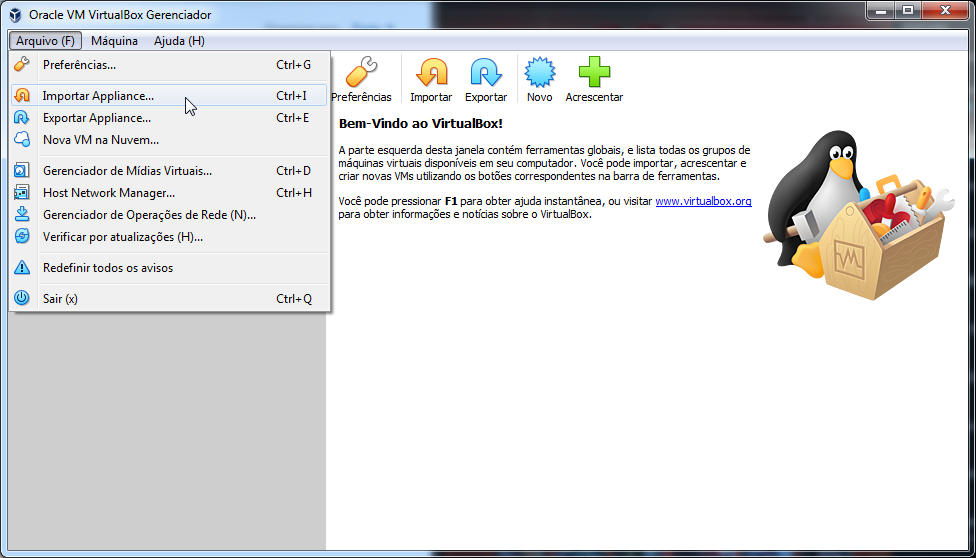 Oracle VM VirtualBox Gerenciador
Arquivo (F) Máquina Ajuda (H)
Preferências... Ctrl+G
Importar Appliance... Ctrl+I
Exportar Appliance... Ctrl+E
Nova VM na Nuvem...
Gerenciador de Mídias Virtuais... Ctrl+D
Host Network Manager... Ctrl+H
Gerenciador de Operações de Rede (N)...
Verificar por atualizações (H)...
Redefinir todos os avisos
Sair (x) Ctrl+Q
Preferências Importar Exportar Novo Acrescentar
Bem-Vindo ao VirtualBox!
A parte esquerda desta janela contém ferramentas globais, e lista todas os grupos de
máquinas virtuais disponíveis em seu computador. Você pode importar, acrescentar e
criar novas VMs utilizando os botões correspondentes na barra de ferramentas.
Você pode pressionar F1 para obter ajuda instantânea, ou visitar www.virtualbox.org
para obter informações e notícias sobre o VirtualBox.